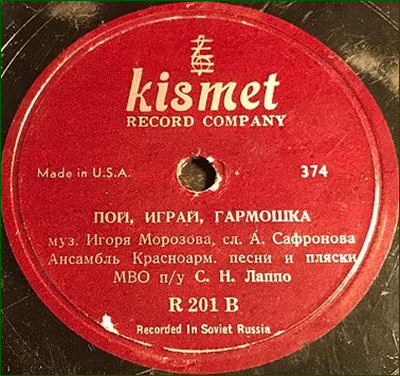 kismet
RECORD COMPANY
Made in U.S.A. 374
ПОЙ, ИГРАЙ, ГАРМОШКА
муз. Игоря Морозова, сл. А. Сафронова
Ансамбль Красноарм. песни и пляски
МВО п/у С. Н. Лаппо
R 201 B
Recorded In Soviet Russia